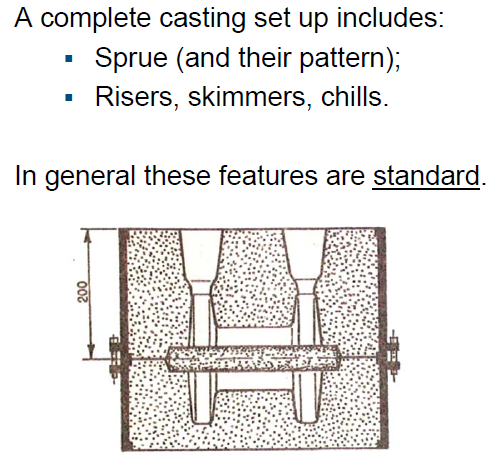 A complete casting set up includes:
▪ Sprue (and their pattern);
▪ Risers, skimmers, chills.
In general these features are standard.
200